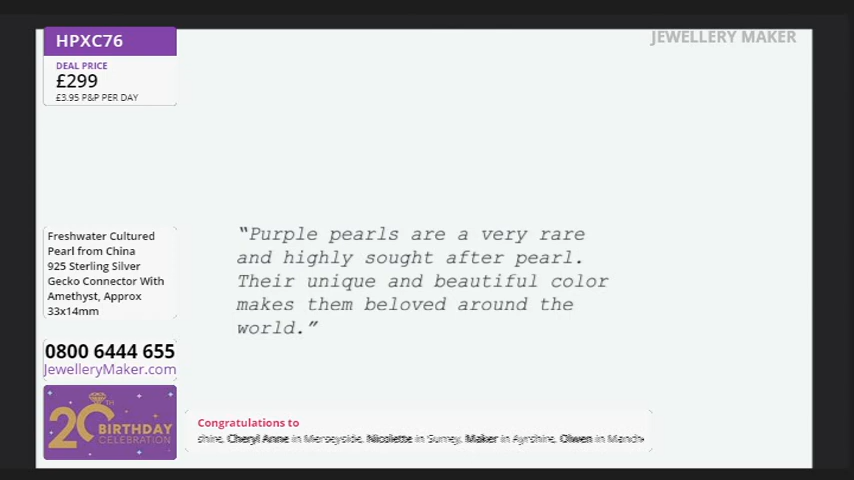 HPXC76
JEWELLERY MAKER
DEAL PRICE
£299
£3.95 P&P PER DAY
Freshwater Cultured
Pearl from China
925 Sterling Silver
Gecko Connector With
Amethyst, Approx
33x14mm
“Purple pearls are a very rare
and highly sought after pearl.
Their unique and beautiful color
makes them beloved around the
world.”
0800 6444 655
JewelleryMaker.com
20TH BIRTHDAY
CELEBRATION
Congratulations to
shire, Cheryl Anne in Merseyside, Nicolette in Surrey, Maker in Ayrshire, Olwen in